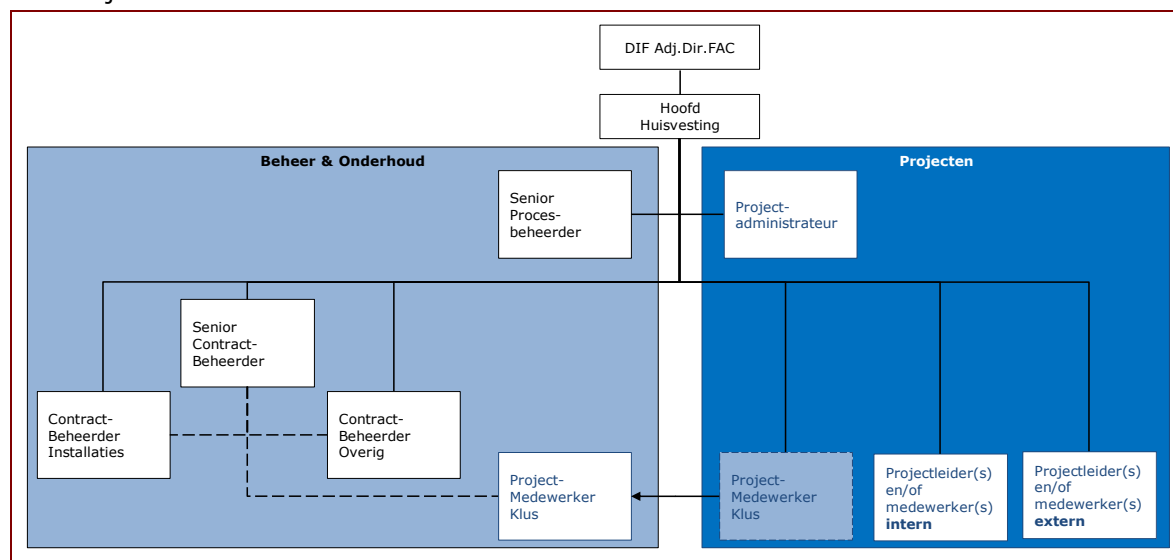 DIF Adj.Dir.FAC
Hoofd
Huisvesting
Beheer & Onderhoud
Projecten
Senior
Proces-
beheerder
Project-
administrateur
Senior
Contract-
Beheerder
Contract-
Beheerder
Installaties
Contract-
Beheerder
Overig
Project-
Medewerker
Klus
Project-
Medewerker
Klus
Projectleider(s)
en/of
medewerker(s)
intern
Projectleider(s)
en/of
medewerker(s)
extern